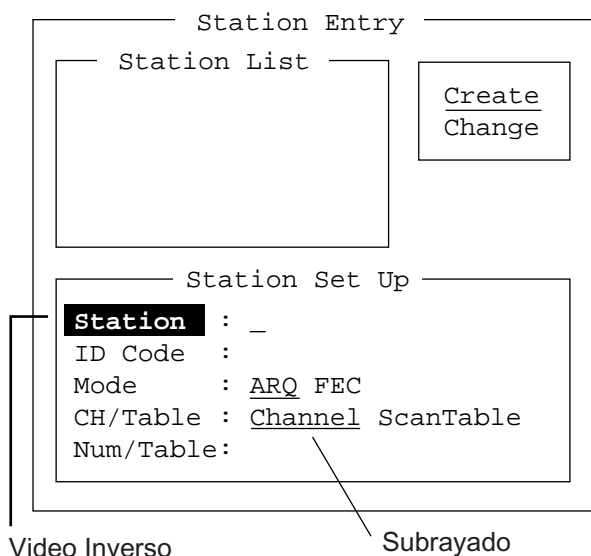 Station Entry
Station List
Create
Change
Station Set Up
Station : _
ID Code :
Mode : ARQ FEC
CH/Table : Channel ScanTable
Num/Table:
Video Inverso
Subrayado